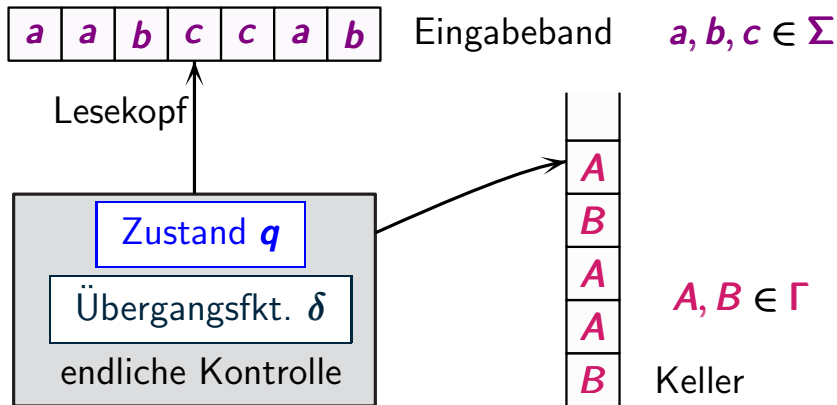 a a b c c a b Eingabeband a, b, c ∈ Σ
Lesekopf
A
Zustand q
B
Übergangsfkt. δ
A
A, B ∈ Γ
A
endliche Kontrolle
B Keller